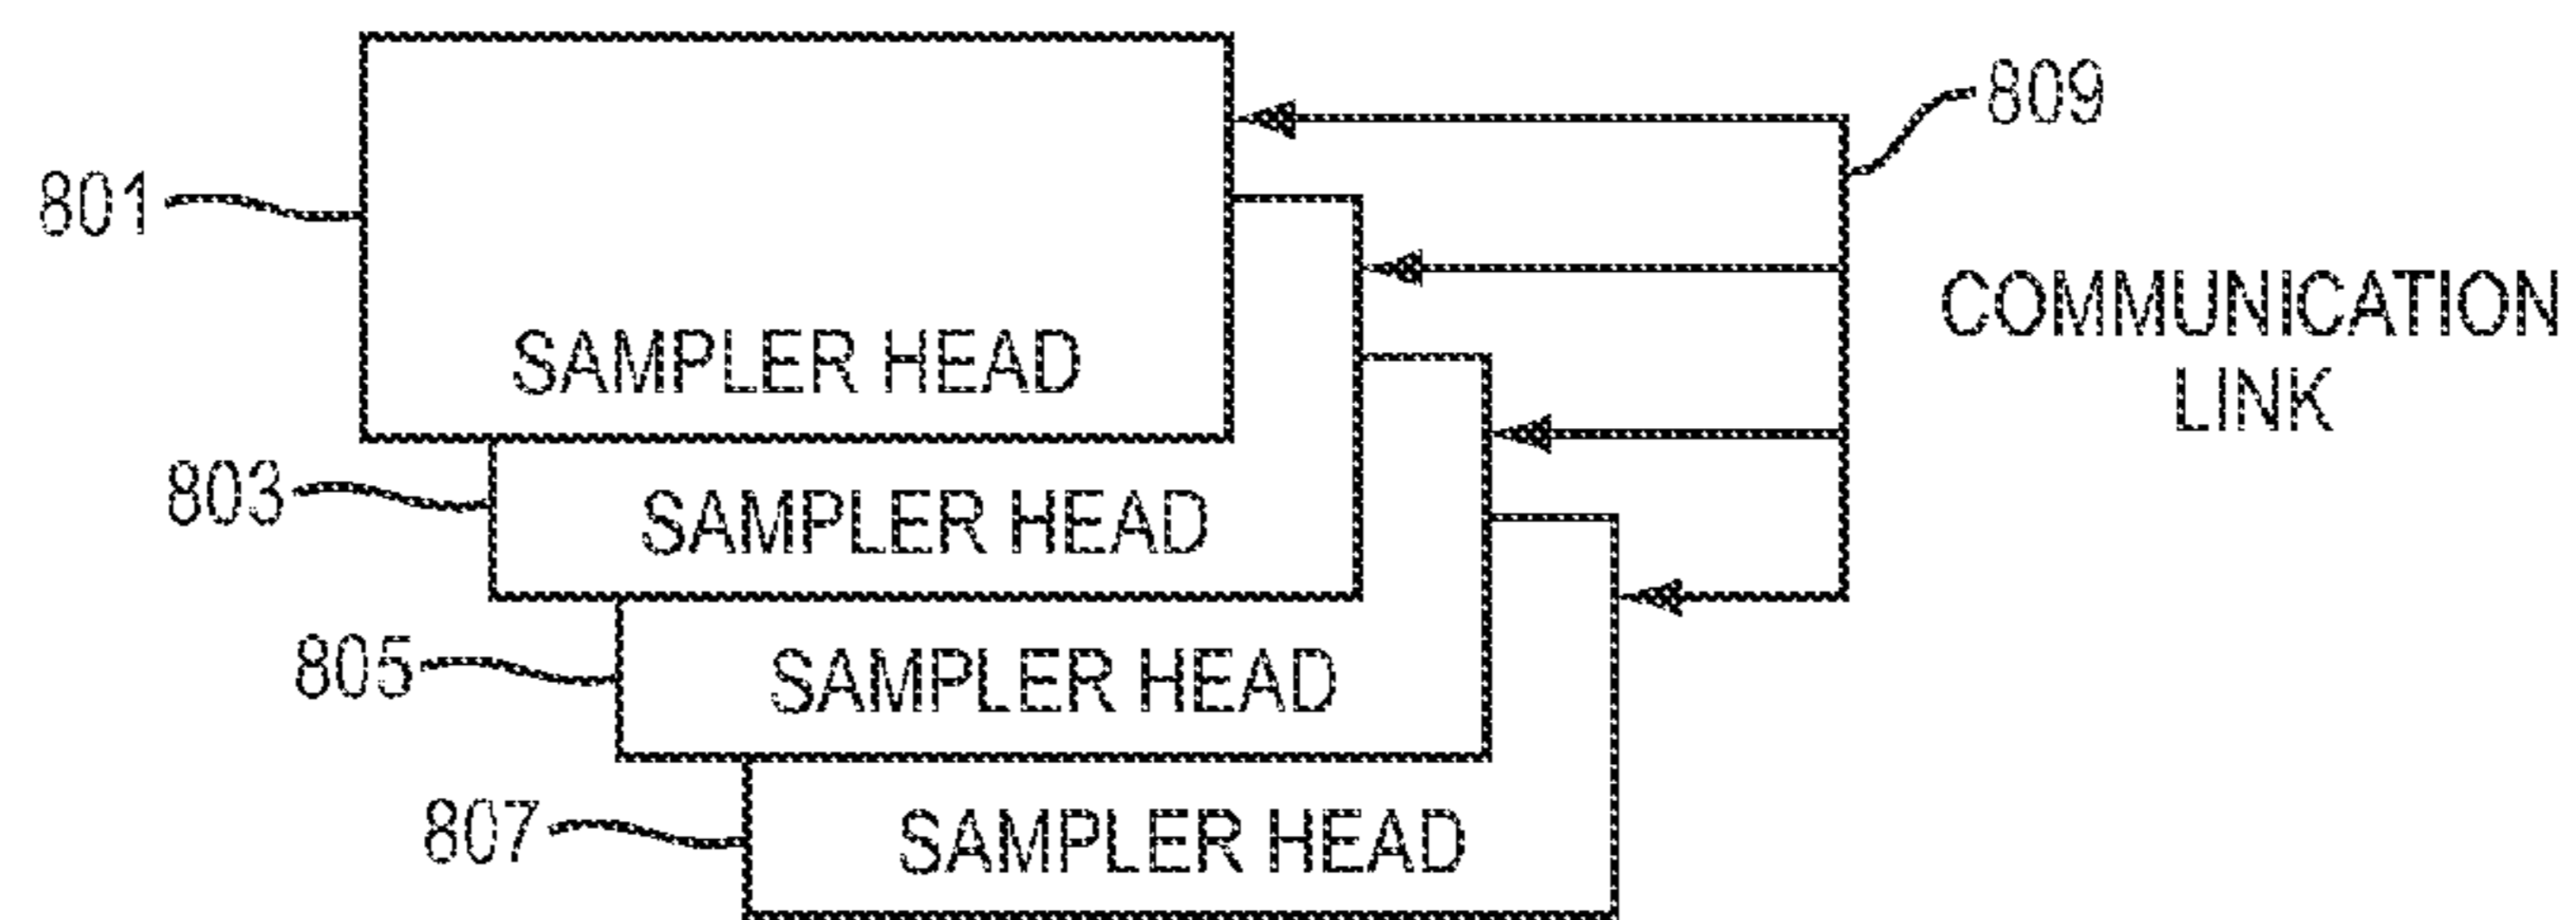 809
801
COMMUNICATION
LINK
SAMPLER HEAD
803
SAMPLER HEAD
805
SAMPLER HEAD
807
SAMPLER HEAD